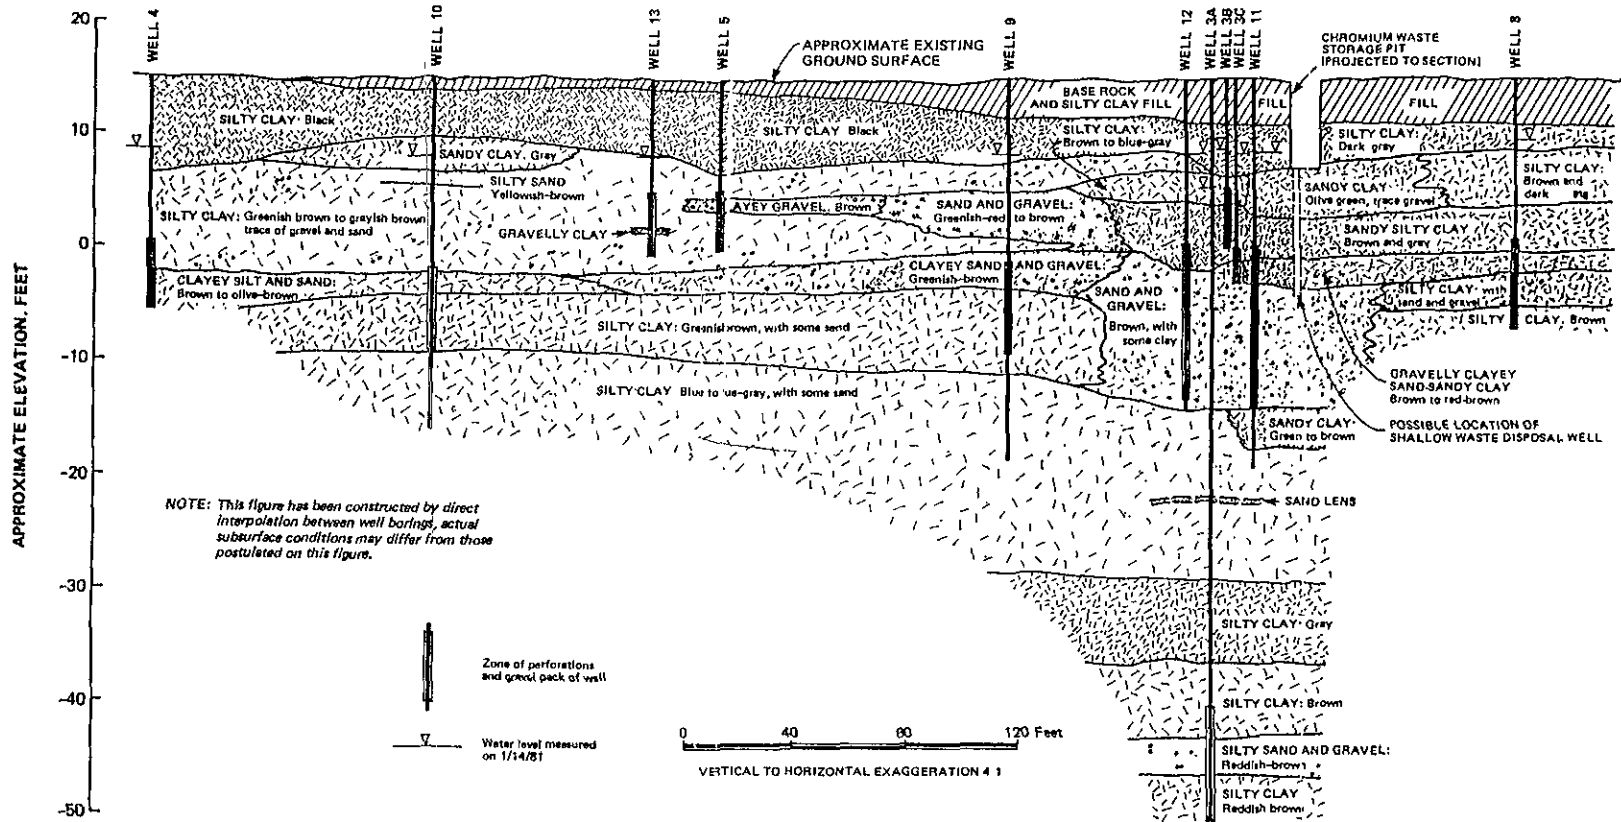 APPROXIMATE ELEVATION, FEET
20
10
0
-10
-20
-30
-40
-50
WELL 4
WELL 10
WELL 13
WELL 5
WELL 9
WELL 12
WELL 3A
WELL 3B
WELL 3C
WELL 11
WELL 8
APPROXIMATE EXISTING
GROUND SURFACE
CHROMIUM WASTE
STORAGE PIT
(PROJECTED TO SECTION)
BASE ROCK
AND SILTY CLAY FILL
FILL
FILL
SILTY CLAY: Black
SILTY CLAY Black
SILTY CLAY:
Brown to blue-gray
SILTY CLAY:
Dark gray
SANDY CLAY, Gray
SILTY SAND
Yellowish-brown
SILTY CLAY:
Brown and
dark
SANDY CLAY
Olive green, trace gravel
SILTY CLAY: Greenish brown to grayish brown
trace of gravel and sand
AYEY GRAVEL, Brown
SAND AND GRAVEL:
Greenish-red to brown
SANDY SILTY CLAY
Brown and grey
GRAVELLY CLAY
CLAYEY SILT AND SAND:
Brown to olive-brown
CLAYEY SAND AND GRAVEL:
Greenish-brown
SAND AND
GRAVEL:
Brown, with
some clay
SILTY CLAY: with
sand and gravel
SILTY CLAY, Brown
SILTY CLAY: Greenish rown, with some sand
SILTY-CLAY Blue to ue-gray, with some sand
GRAVELLY CLAYEY
SAND-SANDY CLAY
Brown to red-brown
SANDY CLAY:
Green to brown
POSSIBLE LOCATION OF
SHALLOW WASTE DISPOSAL WELL
SAND LENS
NOTE: This figure has been constructed by direct
interpolation between well borings, actual
subsurface conditions may differ from those
postulated on this figure.
SILTY CLAY: Gray
Zone of perforations
and gravel pack of well
SILTY CLAY: Brown
Water level measured
on 1/14/81
0 40 80 120 Feet
VERTICAL TO HORIZONTAL EXAGGERATION 4 1
SILTY SAND AND GRAVEL:
Reddish-brown
SILTY CLAY
Reddish brown